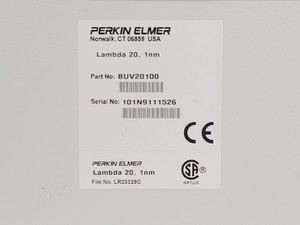 PERKIN ELMER
Norwalk, CT 06859 USA
Lambda 20, 1nm
Part No: BUV20100
Serial No: 101N9111526
CE
PERKIN ELMER
Lambda 20, 1nm
File No. LR23329C
SA
NRTL/C